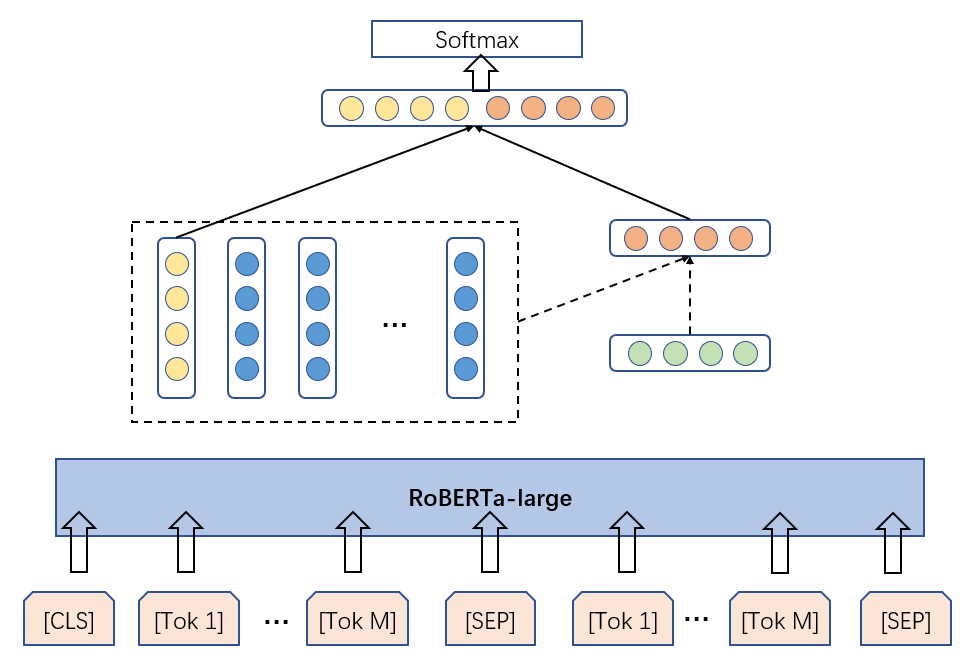 Softmax
...
RoBERTa-large
[CLS] [Tok 1] ... [Tok M] [SEP] [Tok 1] ... [Tok M] [SEP]